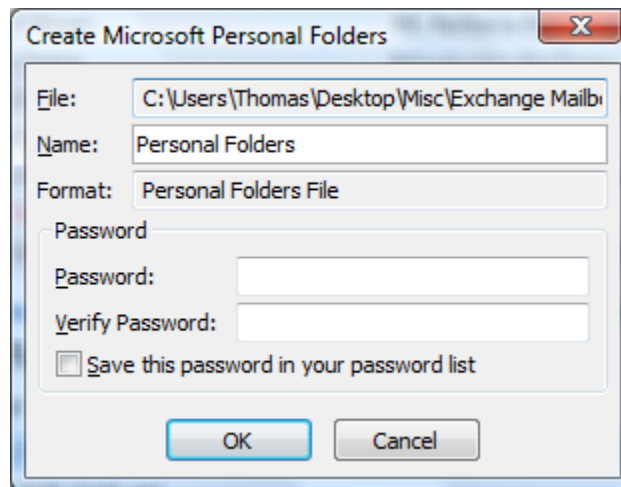 Create Microsoft Personal Folders
File: C:\Users\Thomas\Desktop\Misc\Exchange
Name: Personal Folders
Format: Personal Folders File
Password
Password:
Verify Password:
Save this password in your password list
OK Cancel